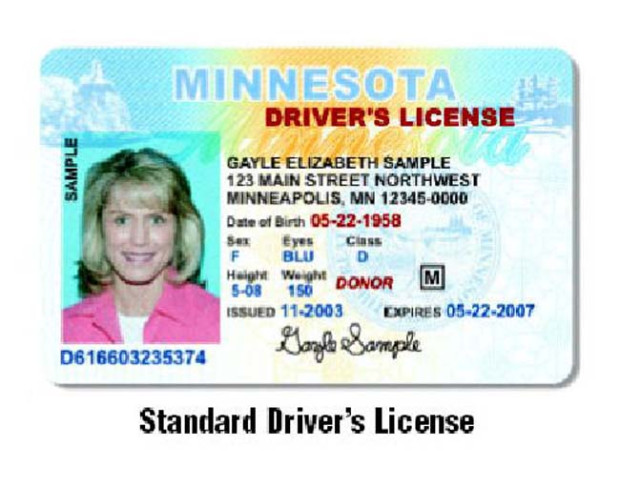 MINNESOTA
DRIVER'S LICENSE
SAMPLE
GAYLE ELIZABETH SAMPLE
123 MAIN STREET NORTHWEST
MINNEAPOLIS, MN 12345-0000
Date of Birth 05-22-1958
Sex Eyes Class
F BLU D
Height Weight
5-08 150 DONOR M
ISSUED 11-2003 EXPIRES 05-22-2007
Gayle Sample
D616603235374
Standard Driver's License